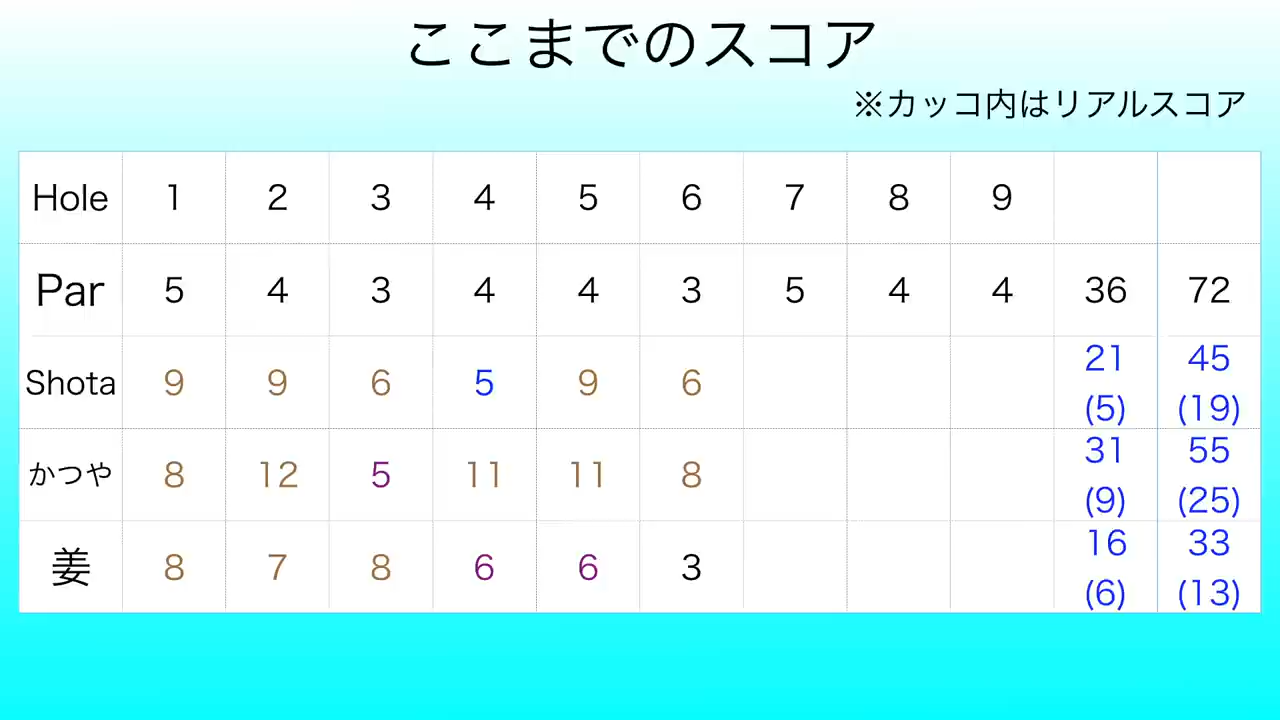 ここまでのスコア
※カッコ内はリアルスコア
Hole 1 2 3 4 5 6 7 8 9
Par 5 4 3 4 4 3 5 4 4 36 72
Shota 9 9 6 5 9 6 21 45
(5) (19)
かつや 8 12 5 11 11 8 31 55
(9) (25)
姜 8 7 8 6 6 3 16 33
(6) (13)